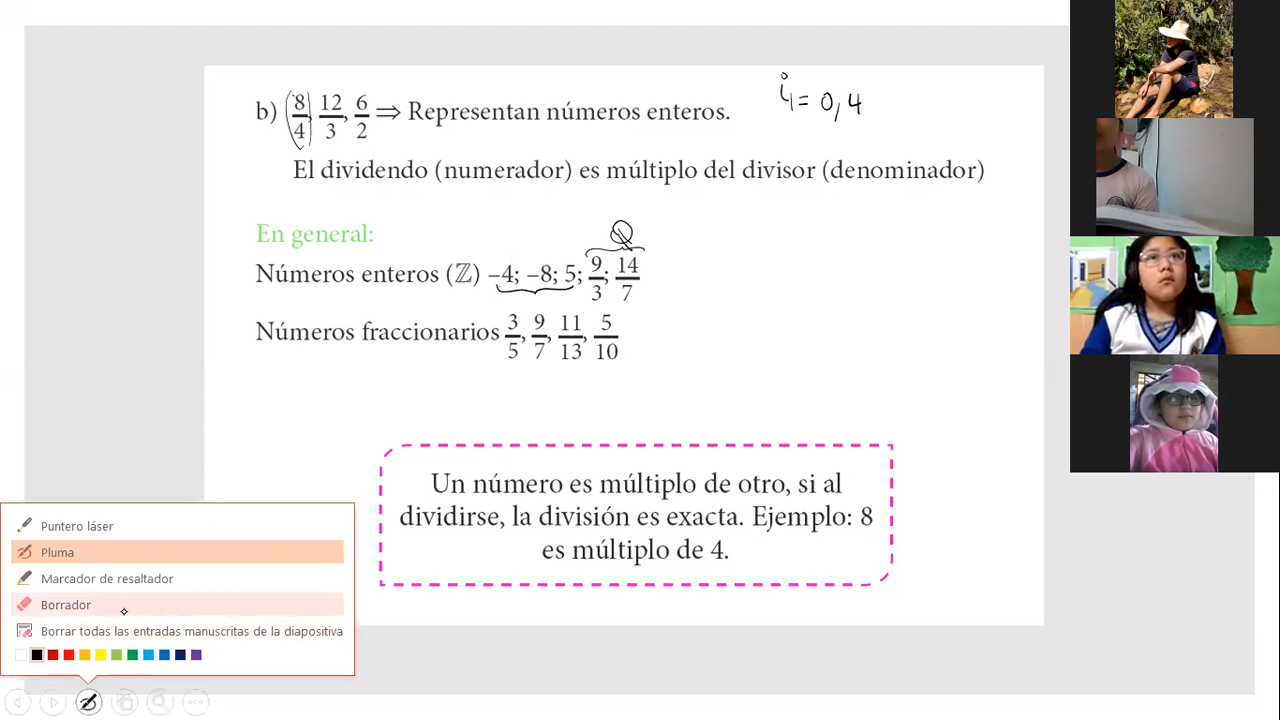 b) 8/4, 12/3, 6/2 ⇒ Representan números enteros.
= 0,4
El dividendo (numerador) es múltiplo del divisor (denominador)
En general:
Q
Números enteros (ℤ) –4; –8; 5; 9/3; 14/7
Números fraccionarios 3/5, 9/7, 11/13, 5/10
Un número es múltiplo de otro, si al
dividirse, la división es exacta. Ejemplo: 8
es múltiplo de 4.
Puntero láser
Pluma
Marcador de resaltador
Borrador
Borrar todas las entradas manuscritas de la diapositiva